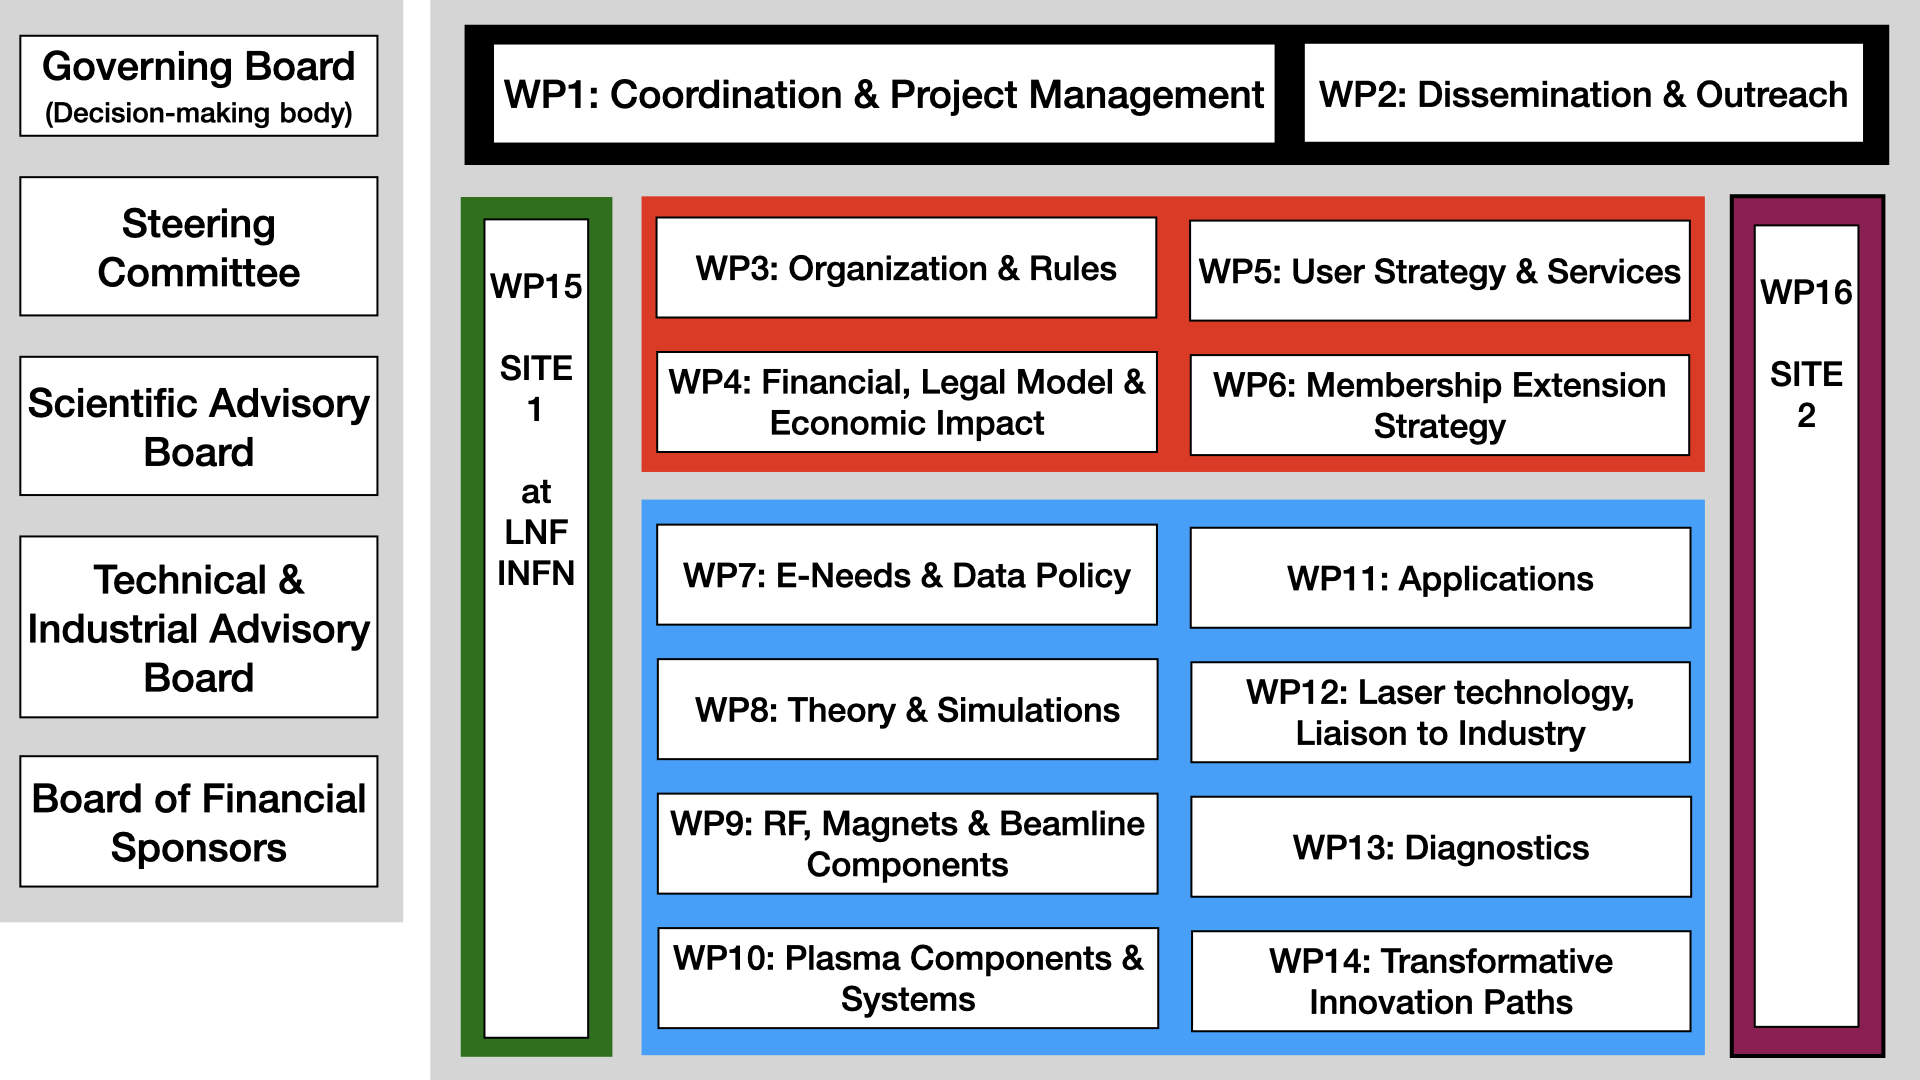 Governing Board
(Decision-making body)
Steering
Committee
Scientific Advisory
Board
Technical &
Industrial Advisory
Board
Board of Financial
Sponsors
WP1: Coordination & Project Management
WP2: Dissemination & Outreach
WP15
SITE
1
at
LNF
INFN
WP3: Organization & Rules
WP4: Financial, Legal Model &
Economic Impact
WP5: User Strategy & Services
WP6: Membership Extension
Strategy
WP7: E-Needs & Data Policy
WP8: Theory & Simulations
WP9: RF, Magnets & Beamline
Components
WP10: Plasma Components &
Systems
WP11: Applications
WP12: Laser technology,
Liaison to Industry
WP13: Diagnostics
WP14: Transformative
Innovation Paths
WP16
SITE
2